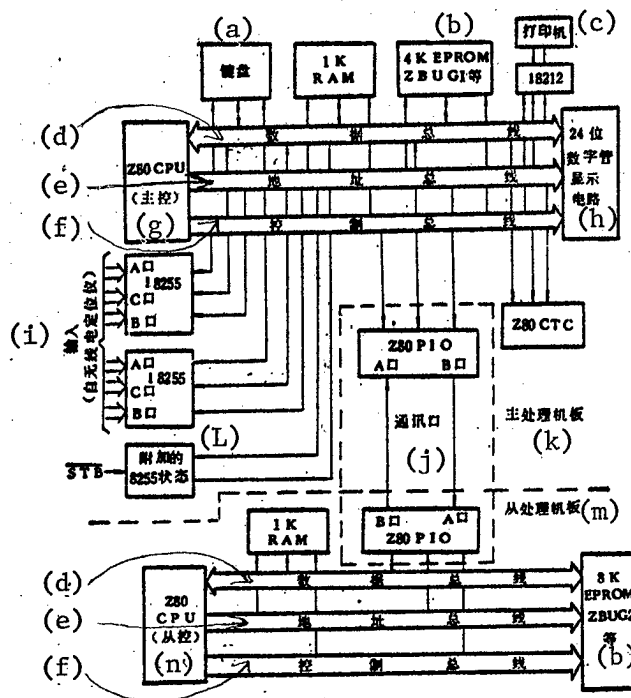 (a)
(b)
打印机
(c)
键盘
1K
RAM
4K EPROM
ZBUG1等
18212
(d)
数据总线
24位
数字管
显示
电路
(h)
Z80CPU
(主控)
(g)
(e)
地址总线
(f)
控制总线
A口
C口
B口
18255
(i)
输入
(自无线电定位仪)
A口
C口
B口
18255
(L)
Z80 CTC
Z80 PIO
A口 B口
通讯口
(j)
主处理机板
(k)
STB
附加的
8255状态
从处理机板
(m)
1K
RAM
B口 A口
Z80 PIO
(d)
数据总线
8K
EPROM
ZBUG2
等
(b)
Z80
CPU
(从控)
(n)
(e)
地址总线
(f)
控制总线